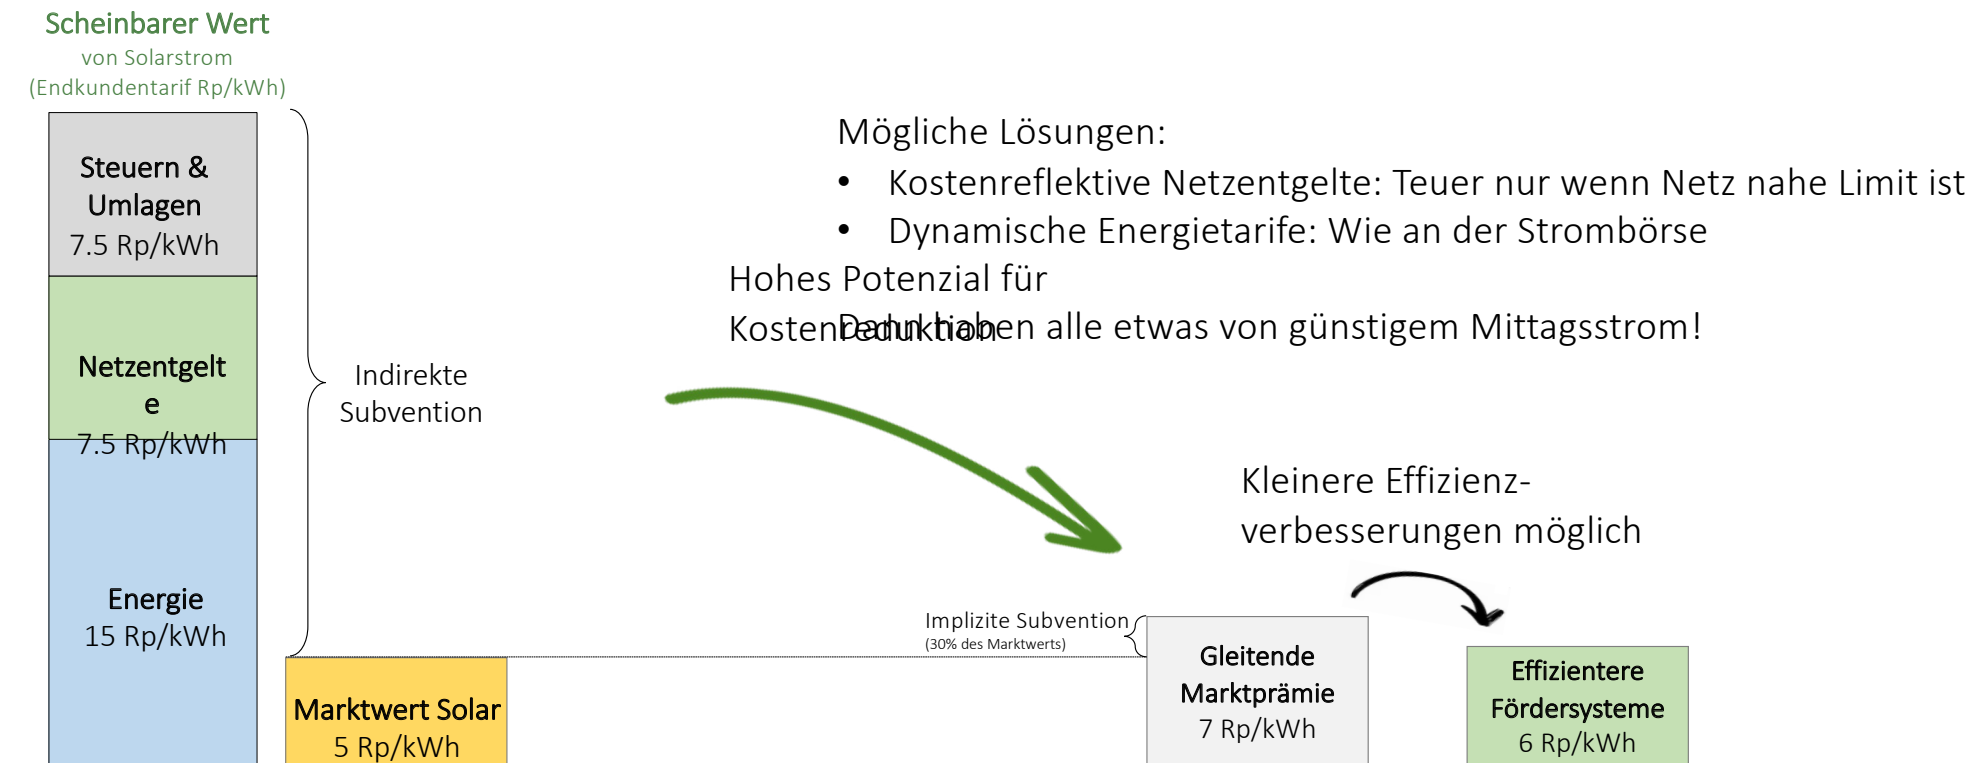 Scheinbarer Wert
von Solarstrom
(Endkundentarif Rp/kWh)
Steuern &
Umlagen
7.5 Rp/kWh
Netzentgelt
e
7.5 Rp/kWh
Energie
15 Rp/kWh
Indirekte
Subvention
Marktwert Solar
5 Rp/kWh
Mögliche Lösungen:
• Kostenreflektive Netzentgelte: Teuer nur wenn Netz nahe Limit ist
• Dynamische Energietarife: Wie an der Strombörse
Dann haben alle etwas von günstigem Mittagsstrom!
Hohes Potenzial für
Kostenreduktion
Kleinere Effizienz-
verbesserungen möglich
Implizite Subvention
(30% des Marktwerts)
Gleitende
Marktprämie
7 Rp/kWh
Effizientere
Fördersysteme
6 Rp/kWh